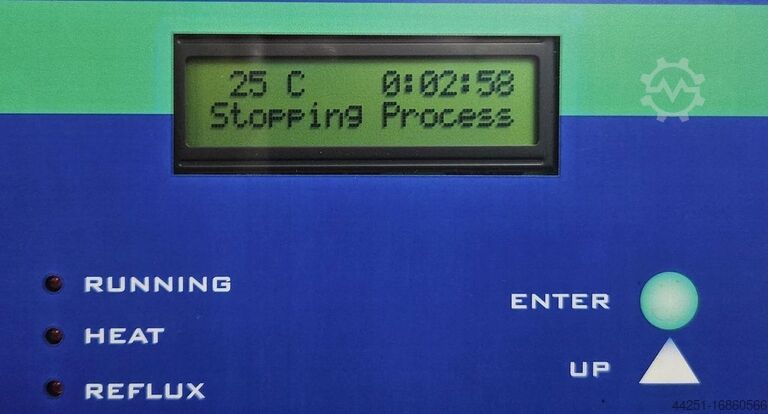 25 C 0:02:58
Stopping Process
RUNNING
HEAT
REFLUX
ENTER
UP
44251-16860566